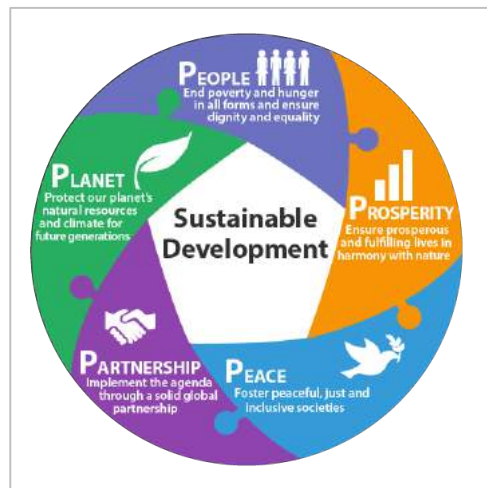 PEOPLE
End poverty and hunger
in all forms and ensure
dignity and equality
PROSPERITY
Ensure prosperous
and fulfilling lives in
harmony with nature
PEACE
Foster peaceful, just and
inclusive societies
PARTNERSHIP
Implement the agenda
through a solid global
partnership
PLANET
Protect our planet's
natural resources
and climate for
future generations
Sustainable
Development